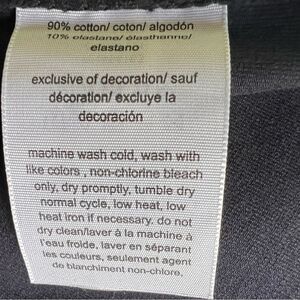 90% cotton/ coton/ algodón
10% elastane/ élasthanne/
elastano
exclusive of decoration/ sauf
décoration/ excluye la
decoración
machine wash cold, wash with
like colors , non-chlorine bleach
only, dry promptly, tumble dry
normal cycle, low heat, low
heat iron if necessary. do not
dry clean/laver à la machine à
l'eau froide, laver en séparant
les couleurs, seulement agent
de blanchiment non-chlore.